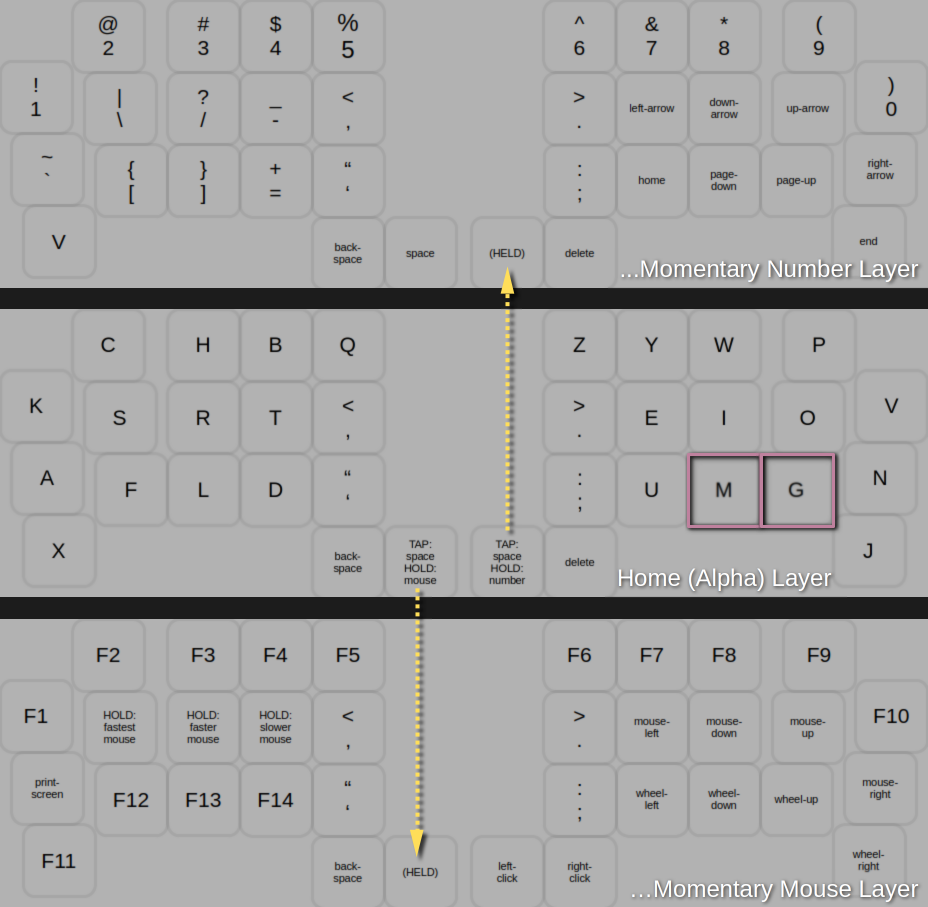 @ # $ % ^ & * (
2 3 4 5 6 7 8 9
! | ? _ < > left-arrow down- up-arrow )
1 \ / - , . arrow 0
~ { } + “ : home page- page-up right-
` [ ] = ‘ ; down arrow
V back- space (HELD) delete end
space
...Momentary Number Layer
C H B Q Z Y W P
K S R T < > E I O V
, .
A F L D “ : U M G N
‘ ;
X back- TAP: TAP: delete J
space space space
HOLD: HOLD:
mouse number
Home (Alpha) Layer
F2 F3 F4 F5 F6 F7 F8 F9
F1 HOLD: HOLD: HOLD: < > mouse- mouse- mouse- F10
fastest faster slower , . left down up
mouse mouse mouse
print- F12 F13 F14 “ : wheel- wheel- wheel-up mouse-
screen ‘ ; left down right
F11 back- (HELD) left- right- wheel-
space click click right
...Momentary Mouse Layer